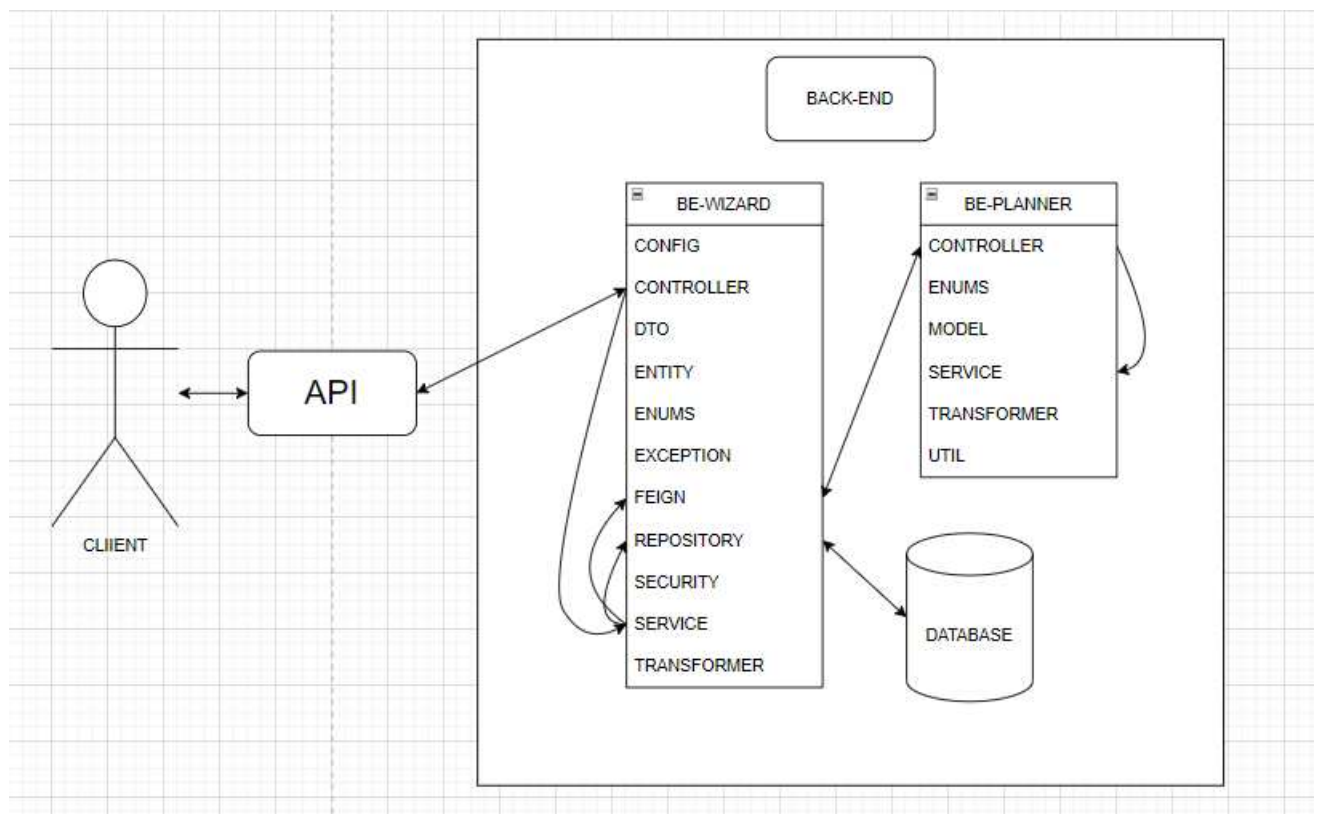 BACK-END
BE-WIZARD
CONFIG
CONTROLLER
DTO
ENTITY
ENUMS
EXCEPTION
FEIGN
REPOSITORY
SECURITY
SERVICE
TRANSFORMER
BE-PLANNER
CONTROLLER
ENUMS
MODEL
SERVICE
TRANSFORMER
UTIL
API
CLIIENT
DATABASE